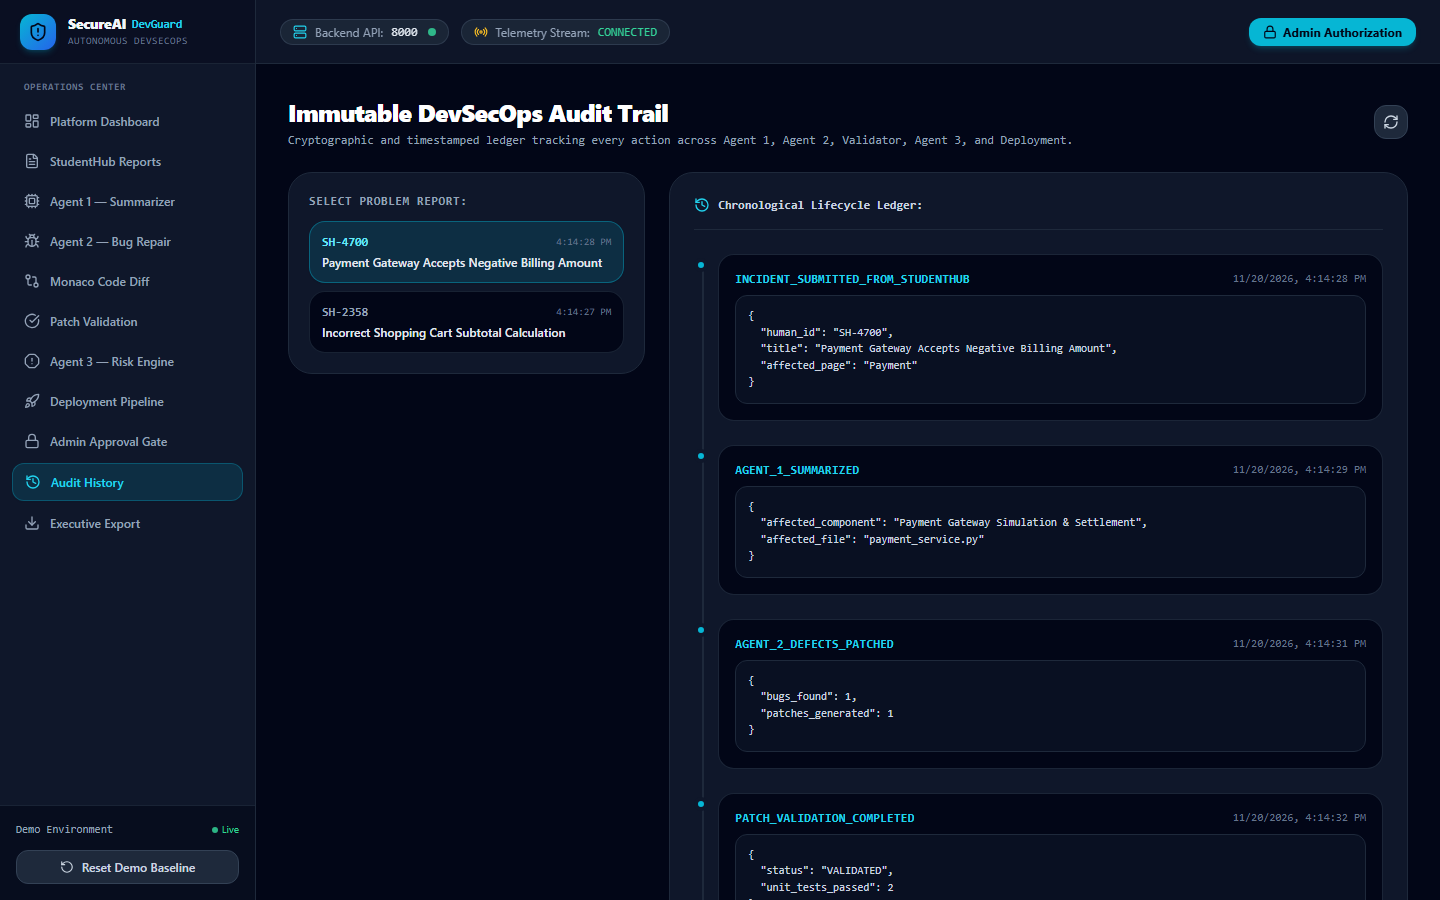 SecureAI DevGuard
AUTONOMOUS DEVSECOPS
Backend API: 8000
Telemetry Stream: CONNECTED
Admin Authorization
OPERATIONS CENTER
Platform Dashboard
StudentHub Reports
Agent 1 — Summarizer
Agent 2 — Bug Repair
Monaco Code Diff
Patch Validation
Agent 3 — Risk Engine
Deployment Pipeline
Admin Approval Gate
Audit History
Executive Export
Demo Environment
Live
Reset Demo Baseline
Immutable DevSecOps Audit Trail
Cryptographic and timestamped ledger tracking every action across Agent 1, Agent 2, Validator, Agent 3, and Deployment.
SELECT PROBLEM REPORT:
SH-4700 4:14:28 PM
Payment Gateway Accepts Negative Billing Amount
SH-2358 4:14:27 PM
Incorrect Shopping Cart Subtotal Calculation
Chronological Lifecycle Ledger:
INCIDENT_SUBMITTED_FROM_STUDENTHUB 11/20/2026, 4:14:28 PM
{
"human_id": "SH-4700",
"title": "Payment Gateway Accepts Negative Billing Amount",
"affected_page": "Payment"
}
AGENT_1_SUMMARIZED 11/20/2026, 4:14:29 PM
{
"affected_component": "Payment Gateway Simulation & Settlement",
"affected_file": "payment_service.py"
}
AGENT_2_DEFECTS_PATCHED 11/20/2026, 4:14:31 PM
{
"bugs_found": 1,
"patches_generated": 1
}
PATCH_VALIDATION_COMPLETED 11/20/2026, 4:14:32 PM
{
"status": "VALIDATED",
"unit_tests_passed": 2